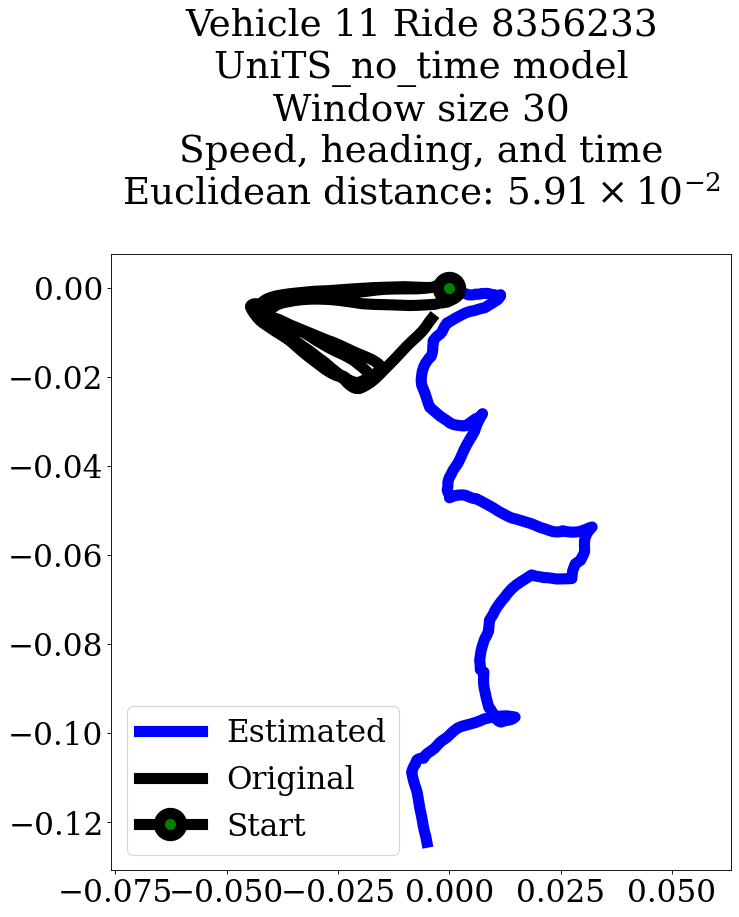 Vehicle 11 Ride 8356233
UniTS_no_time model
Window size 30
Speed, heading, and time
Euclidean distance: 5.91 × 10⁻²
0.00
−0.02
−0.04
−0.06
−0.08
−0.10
−0.12
Estimated
Original
Start
−0.075 −0.050 −0.025 0.000 0.025 0.050